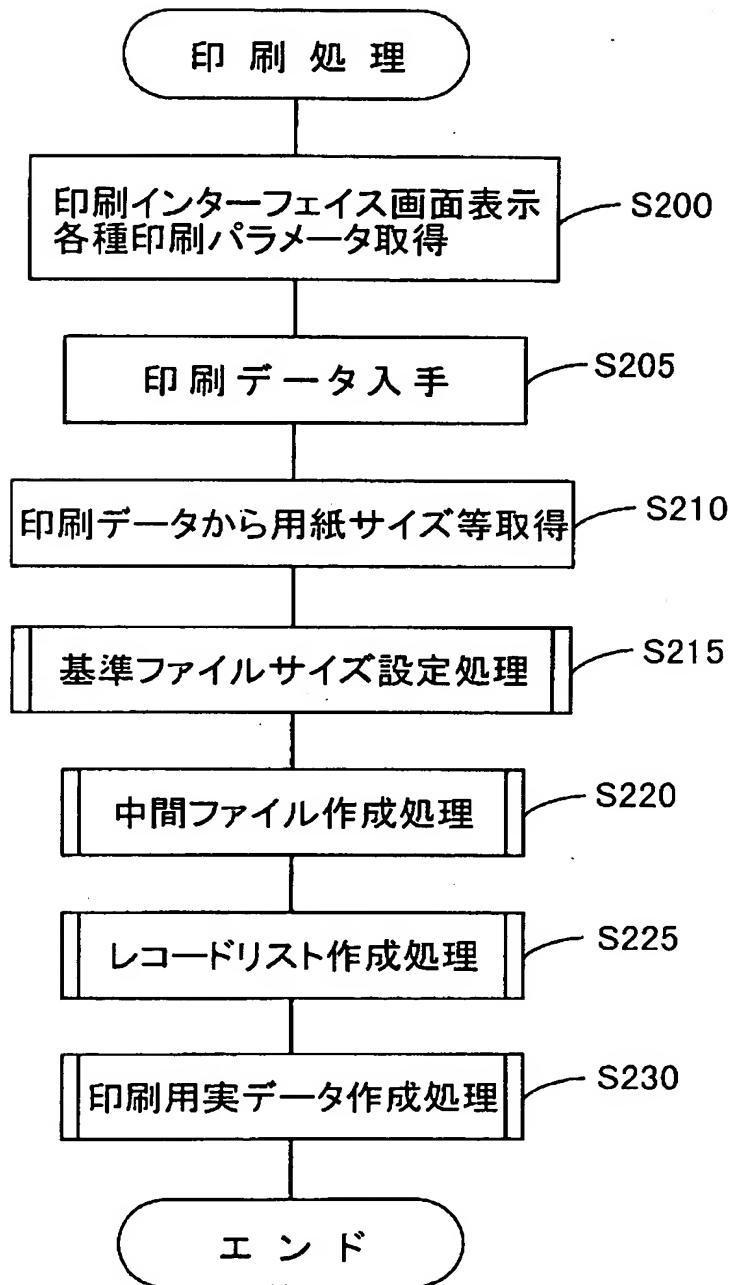 印刷処理
印刷インターフェイス画面表示
各種印刷パラメータ取得
S200
印刷データ入手
S205
印刷データから用紙サイズ等取得
S210
基準ファイルサイズ設定処理
S215
中間ファイル作成処理
S220
レコードリスト作成処理
S225
印刷用実データ作成処理
S230
エンド